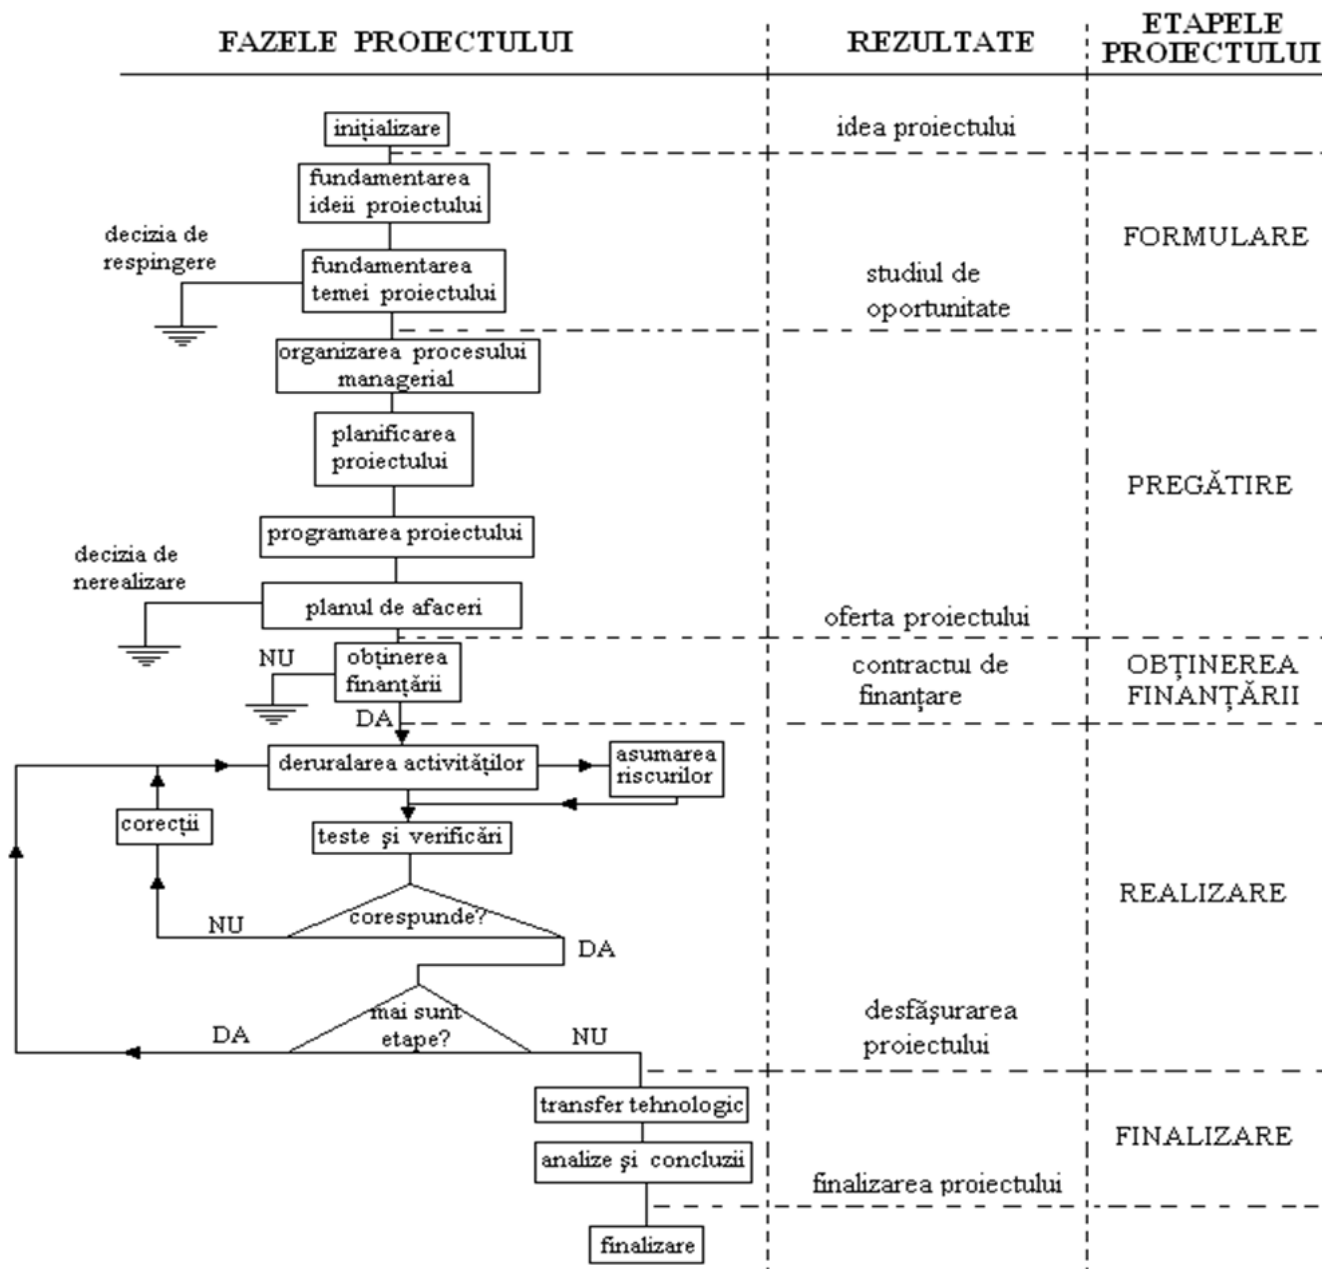 FAZELE PROIECTULUI
REZULTATE
ETAPELE
PROIECTULUI
inițializare
idea proiectului
fundamentarea
ideii proiectului
FORMULARE
decizia de
respingere
fundamentarea
temei proiectului
studiul de
oportunitate
organizarea procesului
managerial
planificarea
proiectului
PREGĂTIRE
programarea proiectului
decizia de
nerealizare
planul de afaceri
oferta proiectului
NU
obținerea
finanțării
contractul de
finanțare
OBȚINEREA
FINANȚĂRII
DA
deruralarea activităților
asumarea
riscurilor
corecții
teste și verificări
REALIZARE
corespunde?
NU
DA
mai sunt
etape?
DA
NU
desfășurarea
proiectului
transfer tehnologic
FINALIZARE
analize și concluzii
finalizarea proiectului
finalizare